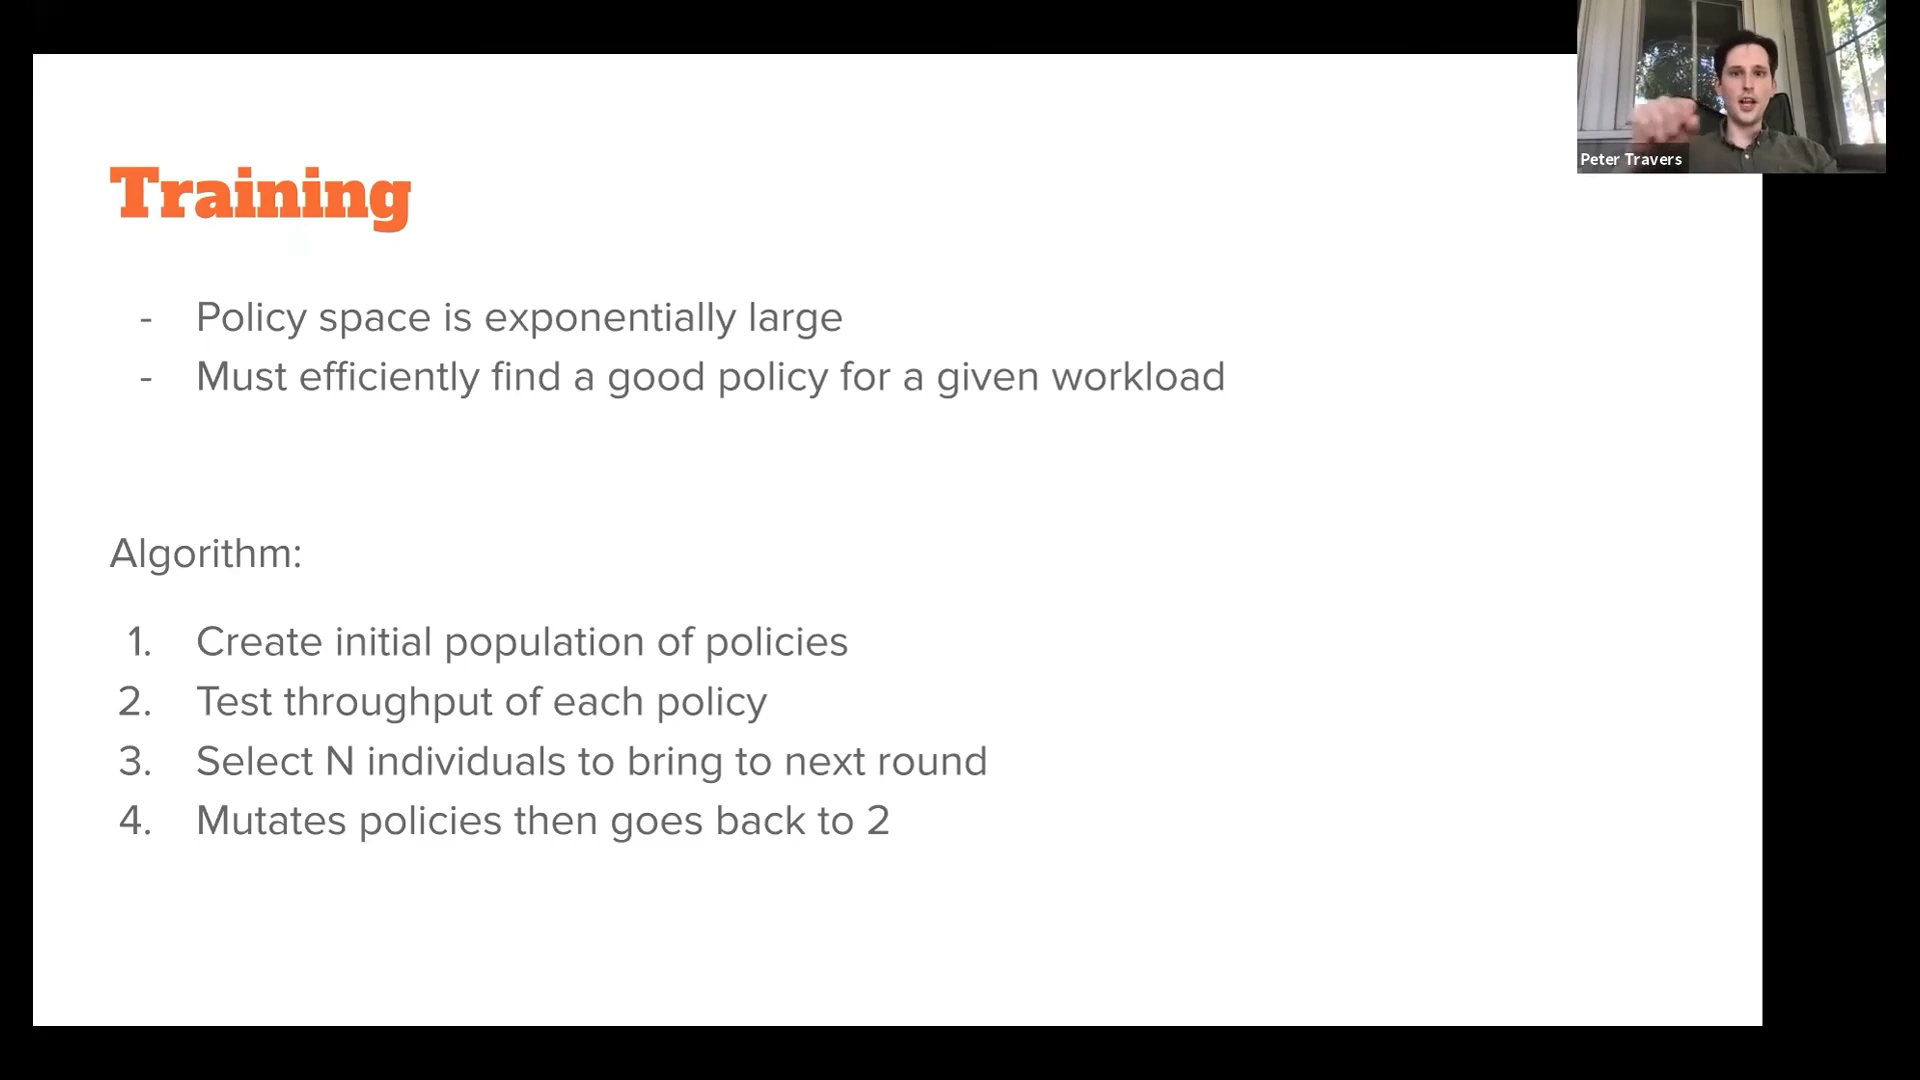 Training
- Policy space is exponentially large
- Must efficiently find a good policy for a given workload
Algorithm:
1. Create initial population of policies
2. Test throughput of each policy
3. Select N individuals to bring to next round
4. Mutates policies then goes back to 2
Peter Travers